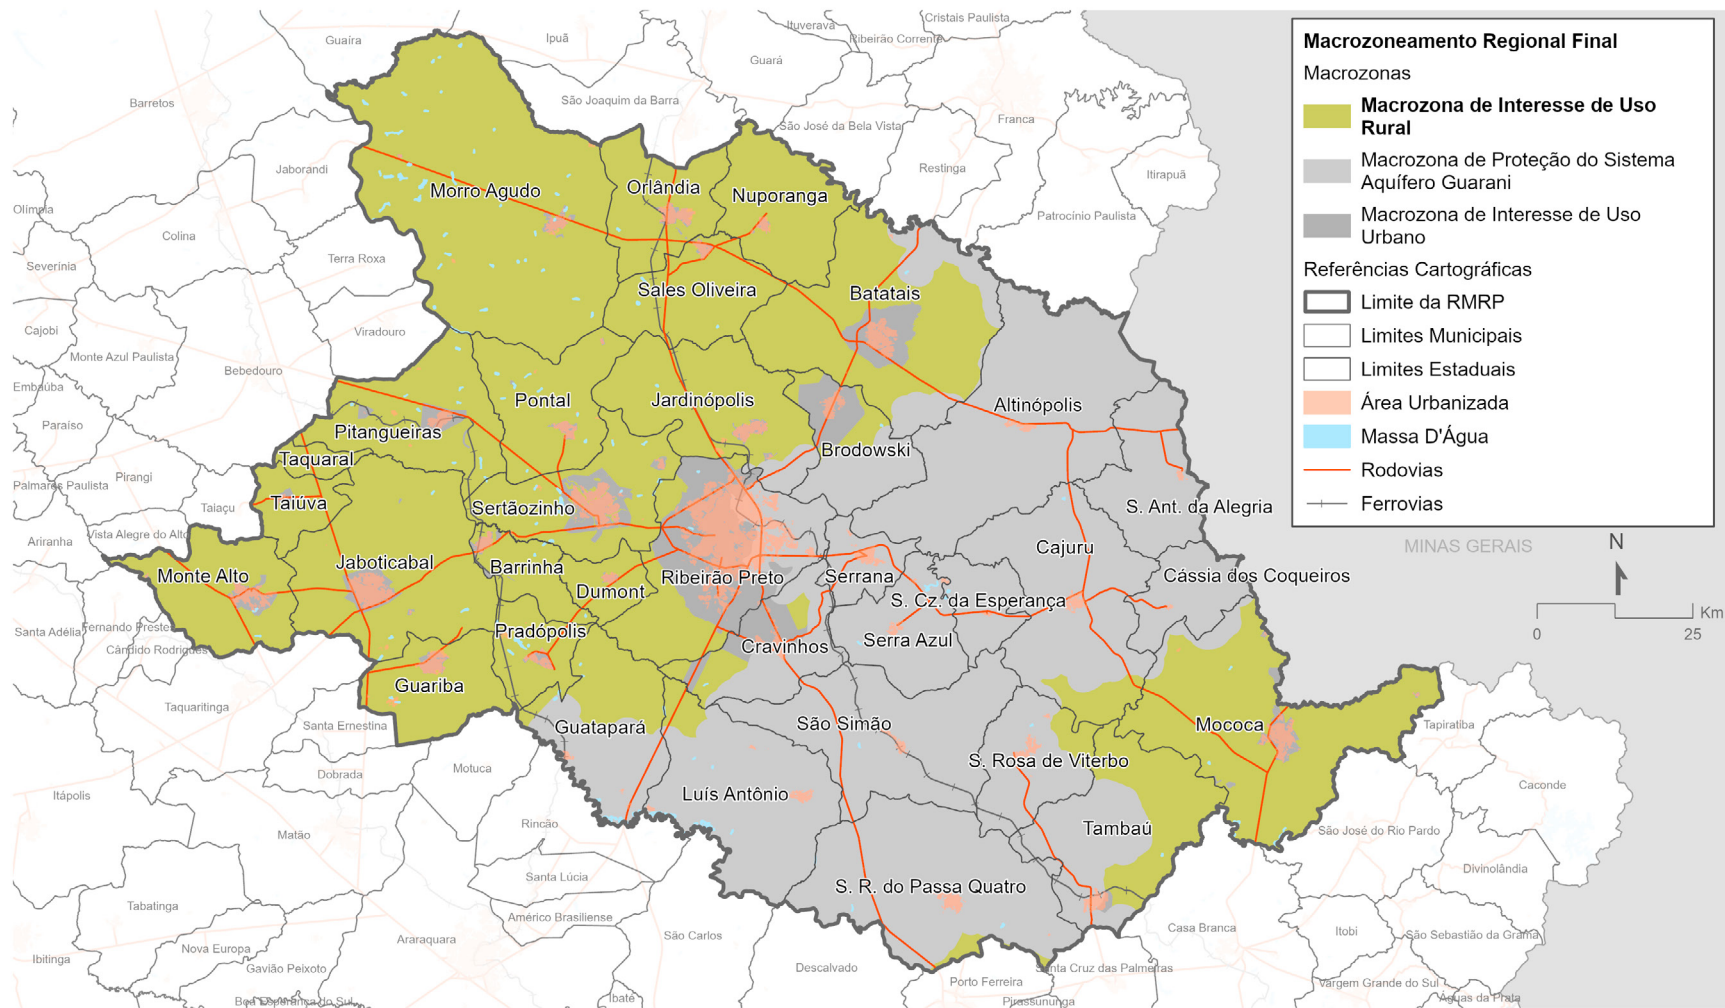 Macrozoneamento Regional Final
Macrozonas
Macrozona de Interesse de Uso
Rural
Macrozona de Proteção do Sistema
Aquífero Guarani
Macrozona de Interesse de Uso
Urbano
Referências Cartográficas
Limite da RMRP
Limites Municipais
Limites Estaduais
Área Urbanizada
Massa D'Água
Rodovias
Ferrovias
MINAS GERAIS
N
Km
0 25
Cristais Paulista
Ituverava
Ribeirão Corrente
Ipuã
Guaíra
Guará
Barretos
São Joaquim da Barra
Franca
São José da Bela Vista
Restinga
Jaborandi
Itirapuã
Morro Agudo
Orlândia
Nuporanga
Olímpia
Patrocínio Paulista
Colina
Terra Roxa
Severinia
Sales Oliveira
Batatais
Cajobi
Viradouro
Monte Azul Paulista
Bebedouro
Embaúba
Pontal
Jardinópolis
Altinópolis
Paraíso
Pitangueiras
Brodowski
Taquaral
Pirangi
Palmares Paulista
Taiúva
Taiaçu
Sertãozinho
S. Ant. da Alegria
Vista Alegre do Alto
Ariranha
Cajuru
Jaboticabal
Barrinha
Monte Alto
Ribeirão Preto
Serrana
Cássia dos Coqueiros
Dumont
S. Cz. da Esperança
Fernando Prestes
Santa Adélia
Pradópolis
Serra Azul
Cândido Rodrigues
Cravinhos
Guariba
Taquaritinga
Santa Ernestina
Guatapará
São Simão
Mococa
Tapiratiba
S. Rosa de Viterbo
Dobrada
Motuca
Caconde
Itápolis
Luís Antônio
Rincão
Tambaú
São José do Rio Pardo
Matão
Divinolândia
Santa Lúcia
S. R. do Passa Quatro
Tabatinga
Américo Brasiliense
Casa Branca
Itobi
São Sebastião da Grama
São Carlos
Araraquara
Nova Europa
Ibitinga
Gavião Peixoto
Descalvado
Santa Cruz das Palmeiras
Porto Ferreira
Vargem Grande do Sul
Águas da Prata
Ibaté
Pirassununga
Boa Esperança do Sul